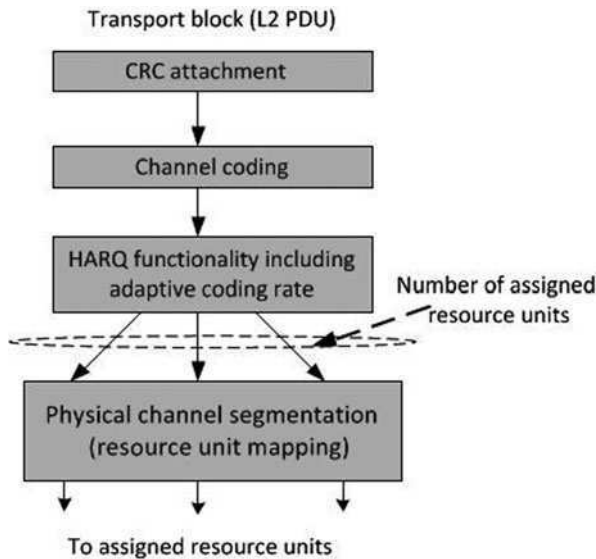 Transport block (L2 PDU)
CRC attachment
Channel coding
HARQ functionality including
adaptive coding rate
Number of assigned
resource units
Physical channel segmentation
(resource unit mapping)
To assigned resource units